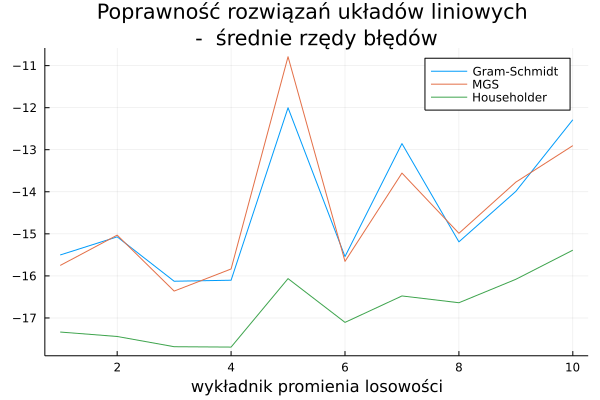 Poprawność rozwiązań układów liniowych
- średnie rzędy błędów
Gram-Schmidt
MGS
Householder
−11
−12
−13
−14
−15
−16
−17
2
4
6
8
10
wykładnik promienia losowości